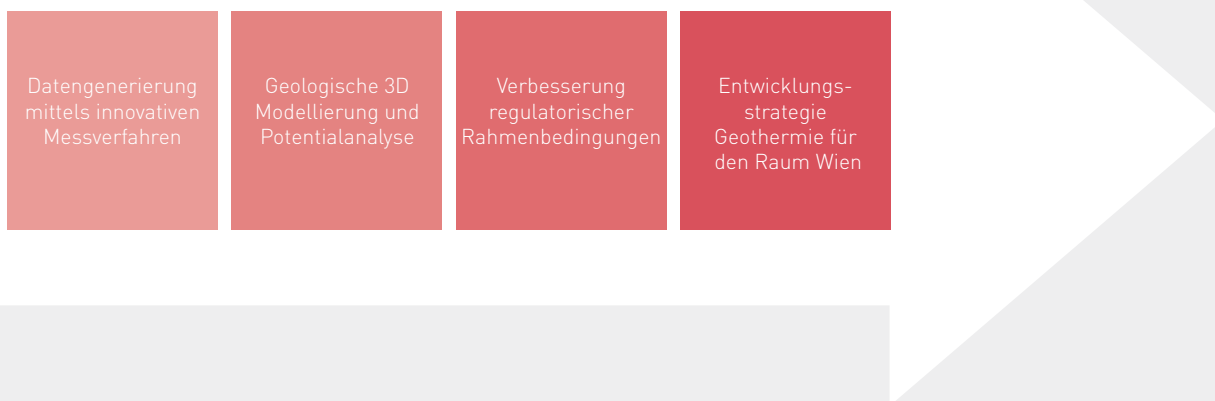 Datengenerierung
mittels innovativen
Messverfahren
Geologische 3D
Modellierung und
Potentialanalyse
Verbesserung
regulatorischer
Rahmenbedingungen
Entwicklungs-
strategie
Geothermie für
den Raum Wien